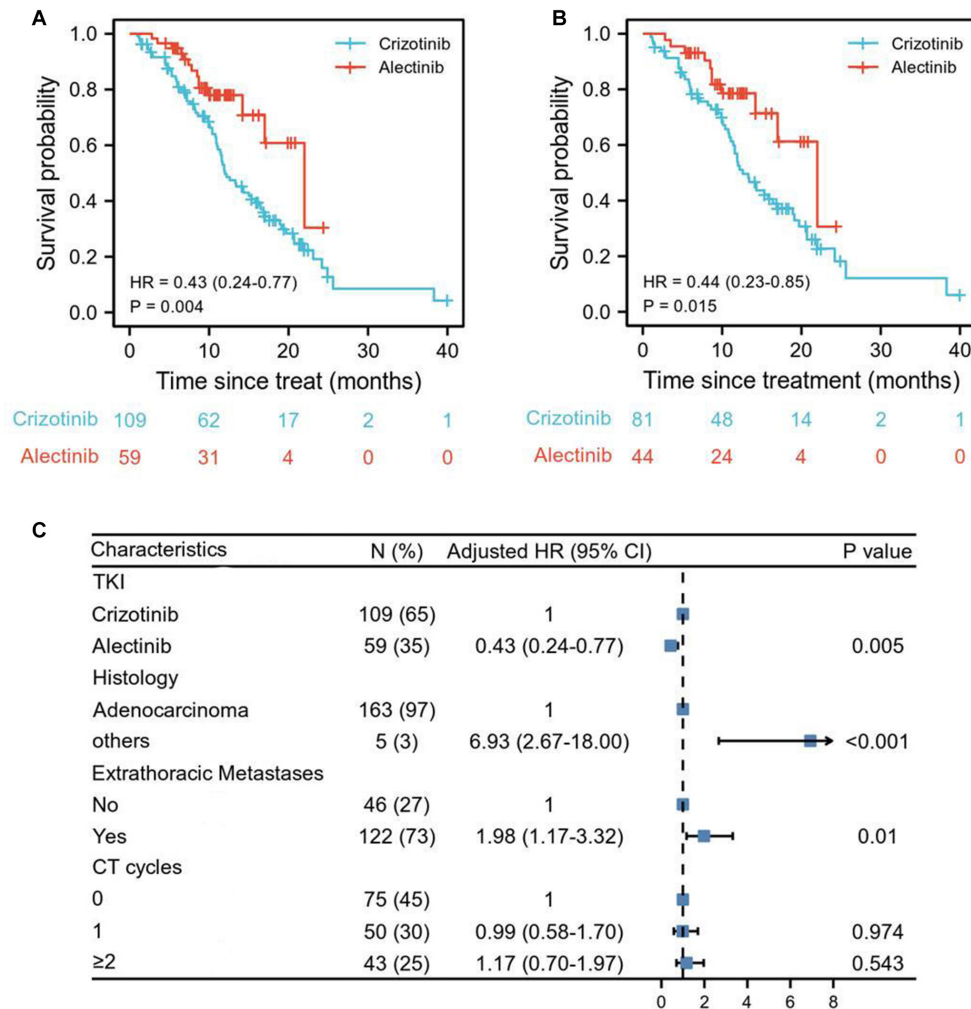 A
1.0
0.8
0.6
0.4
0.2
0.0
Survival probability
Crizotinib
Alectinib
HR = 0.43 (0.24-0.77)
P = 0.004
0 10 20 30 40
Time since treat (months)
Crizotinib 109 62 17 2 1
Alectinib 59 31 4 0 0
B
1.0
0.8
0.6
0.4
0.2
0.0
Survival probability
Crizotinib
Alectinib
HR = 0.44 (0.23-0.85)
P = 0.015
0 10 20 30 40
Time since treatment (months)
Crizotinib 81 48 14 2 1
Alectinib 44 24 4 0 0
C
Characteristics N (%) Adjusted HR (95% CI) P value
TKI
Crizotinib 109 (65) 1
Alectinib 59 (35) 0.43 (0.24-0.77) 0.005
Histology
Adenocarcinoma 163 (97) 1
others 5 (3) 6.93 (2.67-18.00) <0.001
Extrathoracic Metastases
No 46 (27) 1
Yes 122 (73) 1.98 (1.17-3.32) 0.01
CT cycles
0 75 (45) 1
1 50 (30) 0.99 (0.58-1.70) 0.974
≥2 43 (25) 1.17 (0.70-1.97) 0.543
0 2 4 6 8